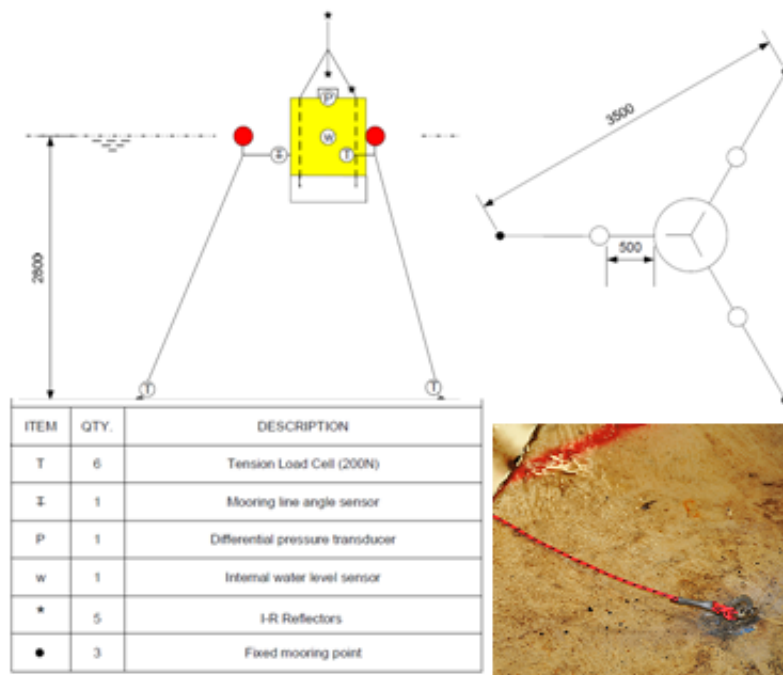 P
W
T
T
2800
T
T
3500
500
ITEM QTY. DESCRIPTION
T 6 Tension Load Cell (200N)
T 1 Mooring line angle sensor
P 1 Differential pressure transducer
w 1 Internal water level sensor
* 5 I-R Reflectors
● 3 Fixed mooring point